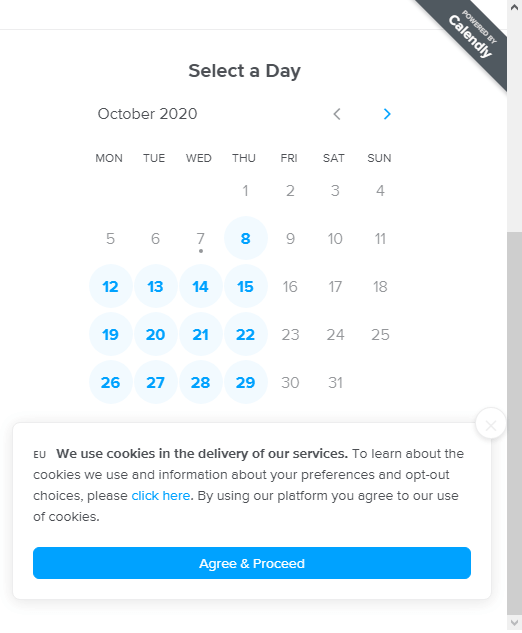 POWERED BY
Calendly
Select a Day
October 2020
MON TUE WED THU FRI SAT SUN
1 2 3 4
5 6 7 8 9 10 11
12 13 14 15 16 17 18
19 20 21 22 23 24 25
26 27 28 29 30 31
EU We use cookies in the delivery of our services. To learn about the
cookies we use and information about your preferences and opt-out
choices, please click here. By using our platform you agree to our use
of cookies.
Agree & Proceed